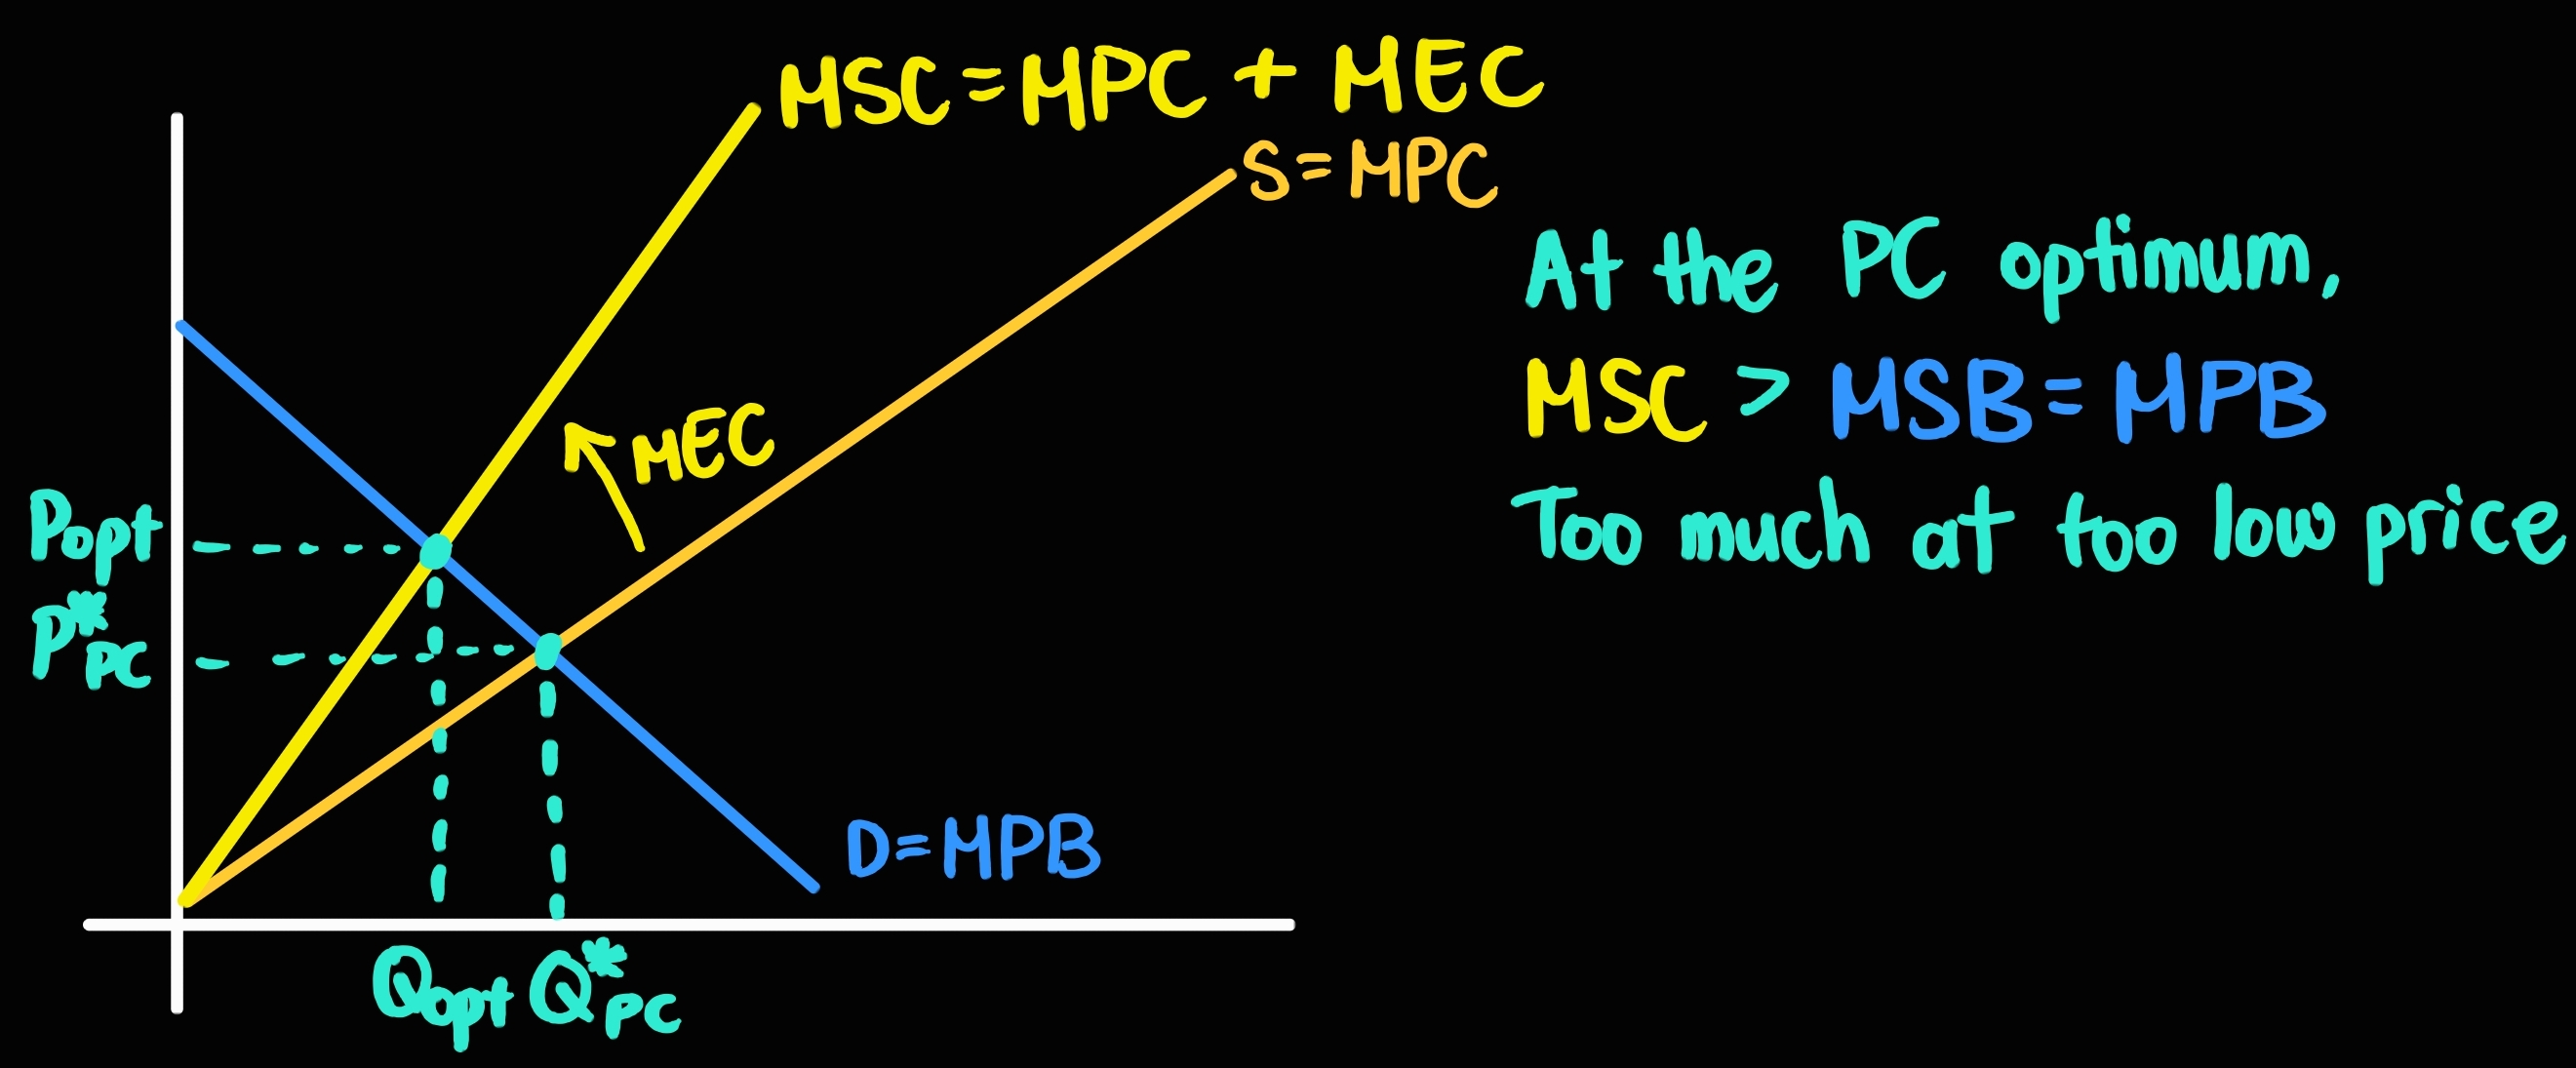 MSC = MPC + MEC
S = MPC
At the PC optimum,
MSC > MSB = MPB
Too much at too low price
MEC
Popt
P*PC
D = MPB
Qopt Q*PC